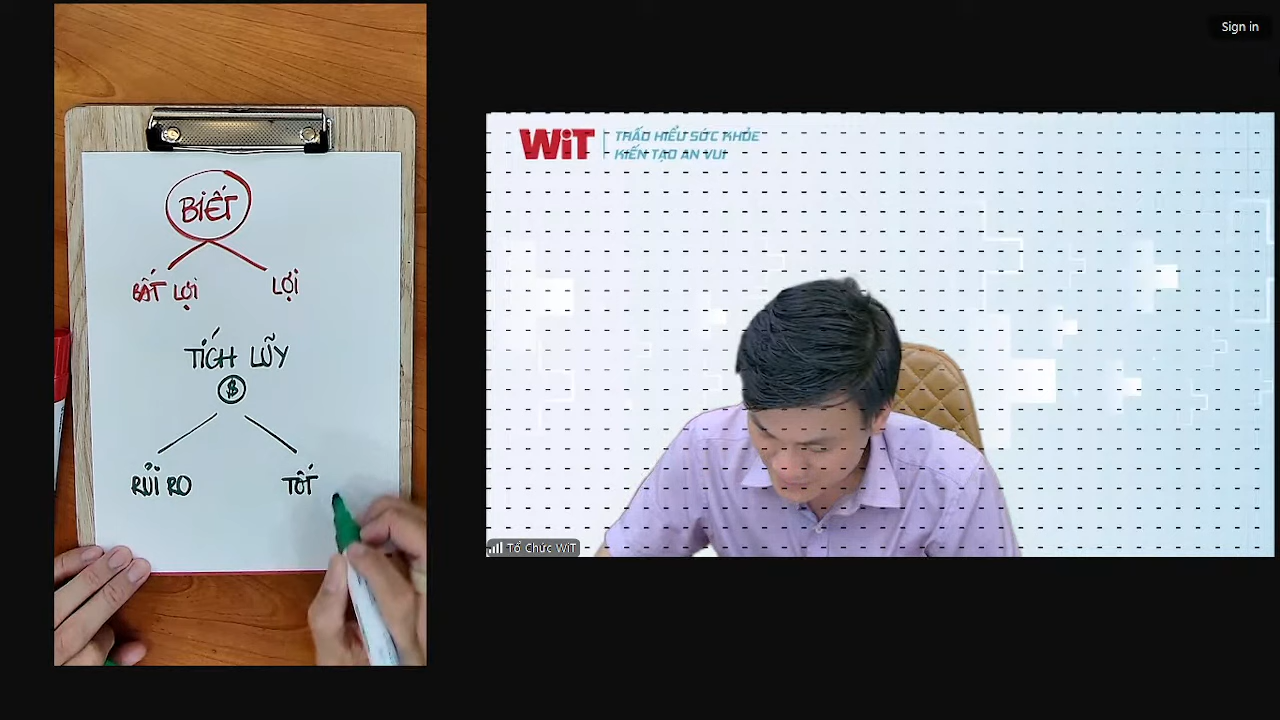 BIẾT
BẤT LỢI
LỢI
TÍCH LŨY
$
RỦI RO
TỐT
Sign in
WiT
THẤU HIỂU SỨC KHỎE
KIẾN TẠO AN VUI
Tổ Chức WiT